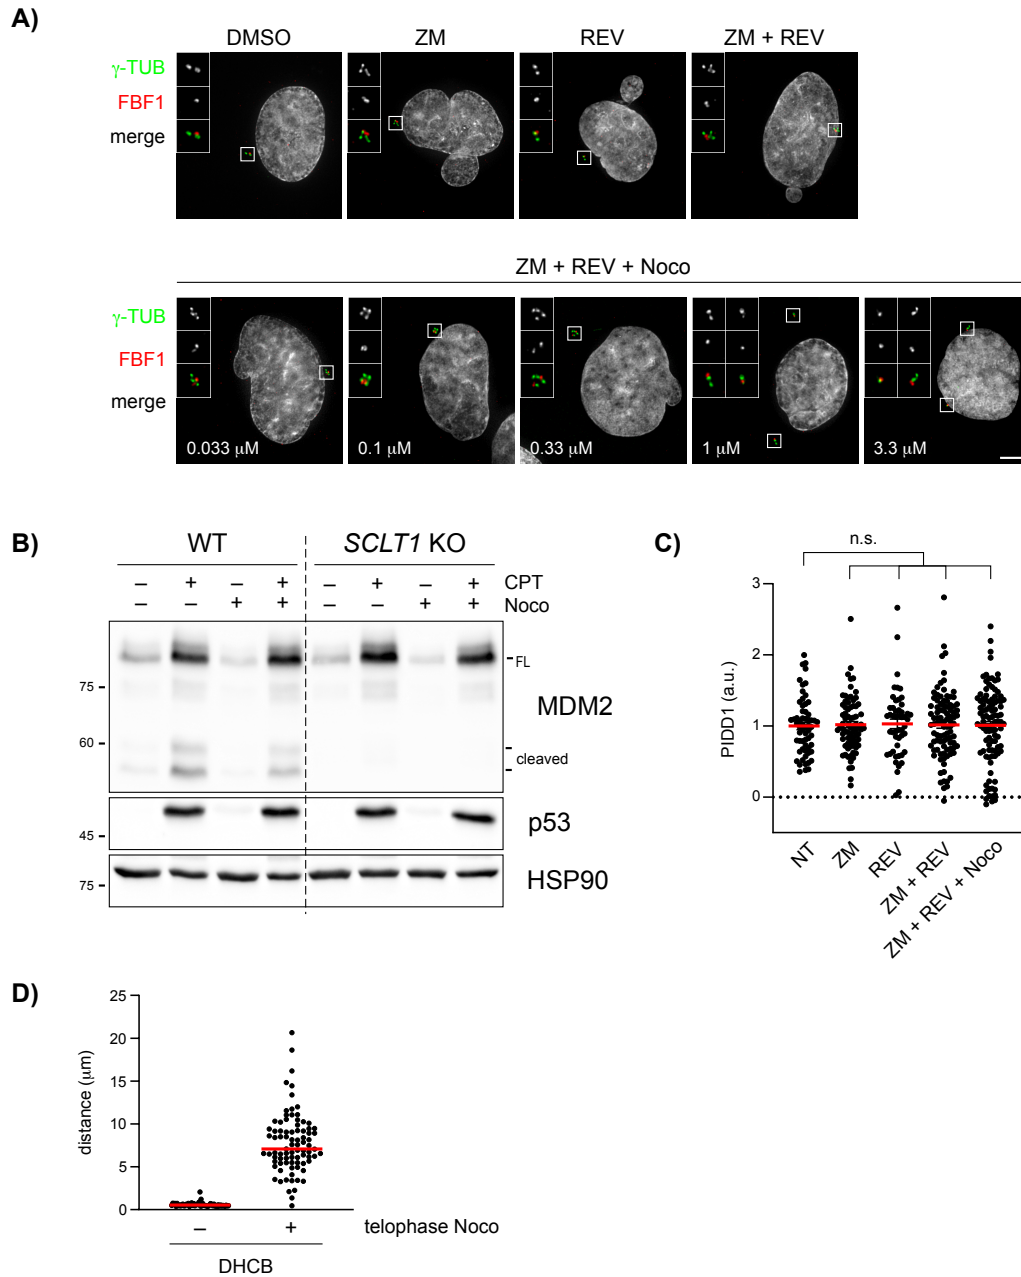 A)
DMSO ZM REV ZM + REV
γ-TUB
FBF1
merge
ZM + REV + Noco
γ-TUB
FBF1
merge
0.033 μM 0.1 μM 0.33 μM 1 μM 3.3 μM
B)
WT SCLT1 KO
– + – + – + – + CPT
– – + + – – + + Noco
FL
75
MDM2
60
cleaved
p53
45
HSP90
75
C)
n.s.
3
2
1
0
PIDD1 (a.u.)
NT ZM REV ZM + REV ZM + REV + Noco
D)
25
20
15
10
5
0
distance (μm)
– + telophase Noco
DHCB